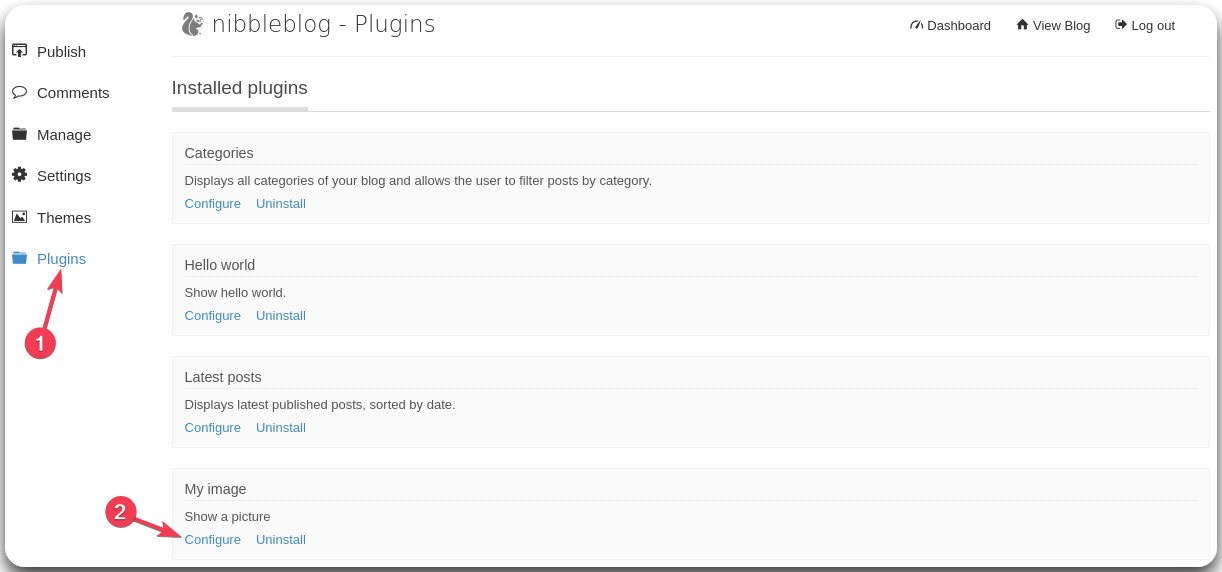 nibbleblog - Plugins
Dashboard View Blog Log out
Publish
Comments
Manage
Settings
Themes
Plugins
1
Installed plugins
Categories
Displays all categories of your blog and allows the user to filter posts by category.
Configure Uninstall
Hello world
Show hello world.
Configure Uninstall
Latest posts
Displays latest published posts, sorted by date.
Configure Uninstall
My image
Show a picture
2
Configure Uninstall